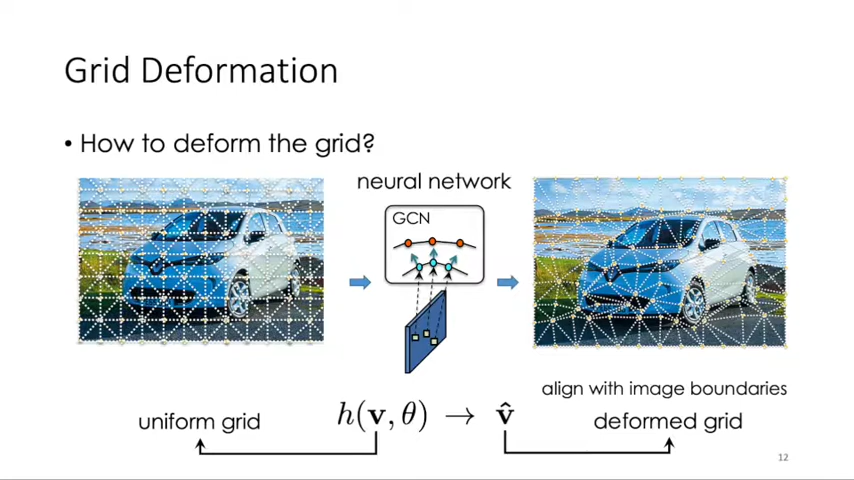 Grid Deformation
• How to deform the grid?
neural network
GCN
align with image boundaries
uniform grid
h(v, θ) → v̂
deformed grid
12